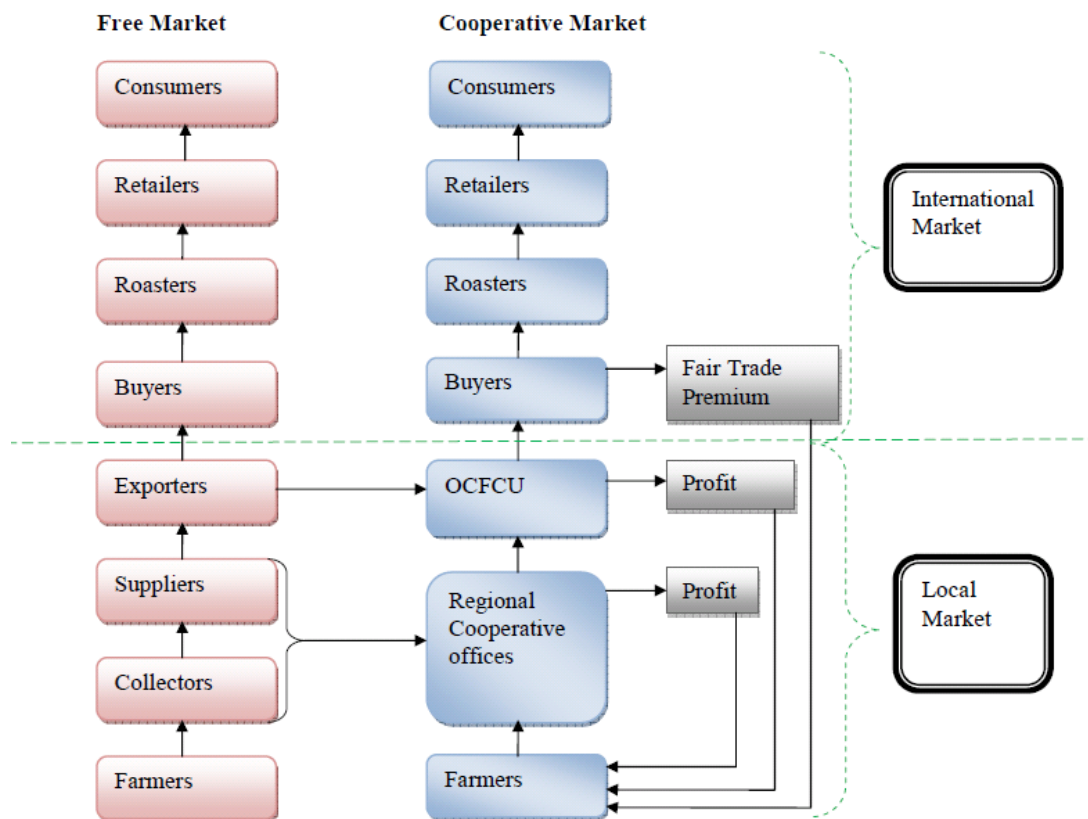 Free Market
Cooperative Market
Consumers
Consumers
Retailers
Retailers
International
Market
Roasters
Roasters
Buyers
Buyers
Fair Trade
Premium
Exporters
OCFCU
Profit
Suppliers
Regional
Cooperative
offices
Profit
Local
Market
Collectors
Farmers
Farmers